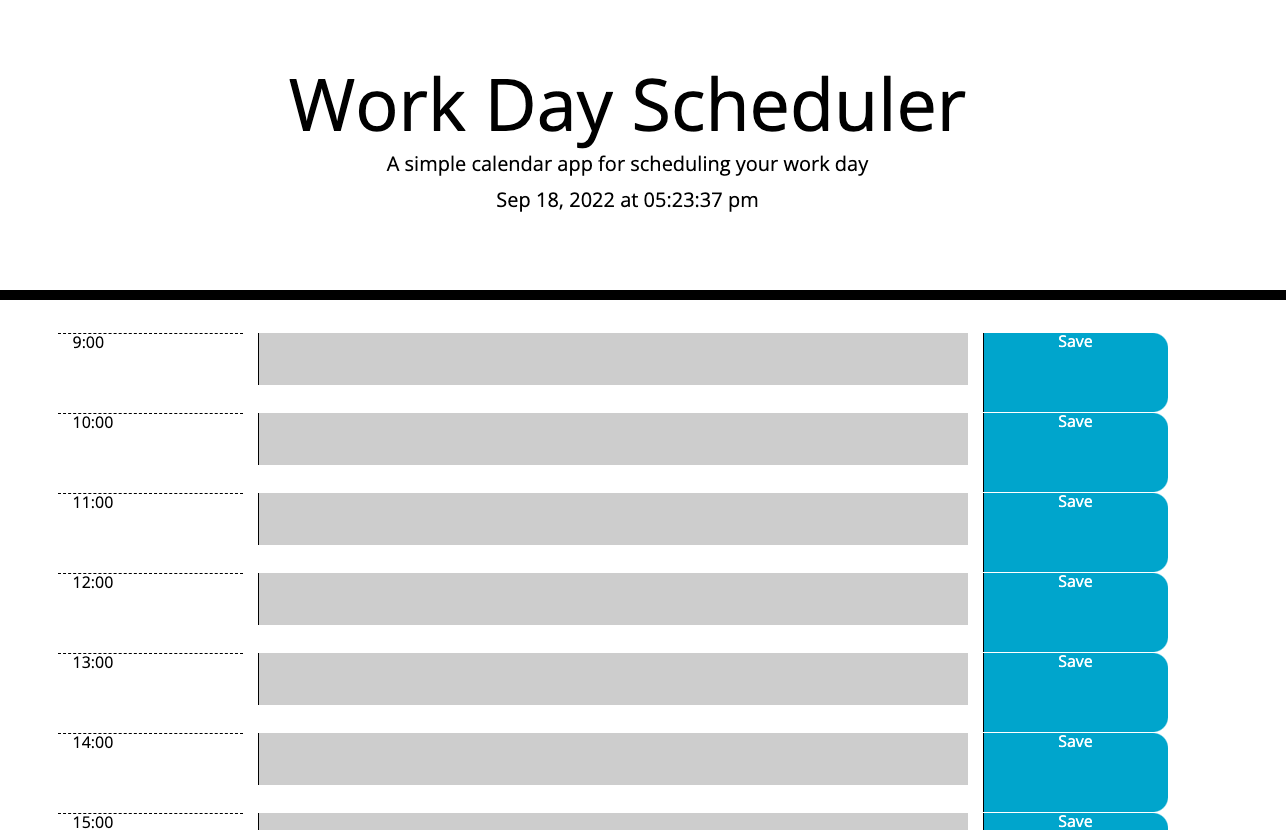 Work Day Scheduler
A simple calendar app for scheduling your work day
Sep 18, 2022 at 05:23:37 pm
9:00 Save
10:00 Save
11:00 Save
12:00 Save
13:00 Save
14:00 Save
15:00 Save